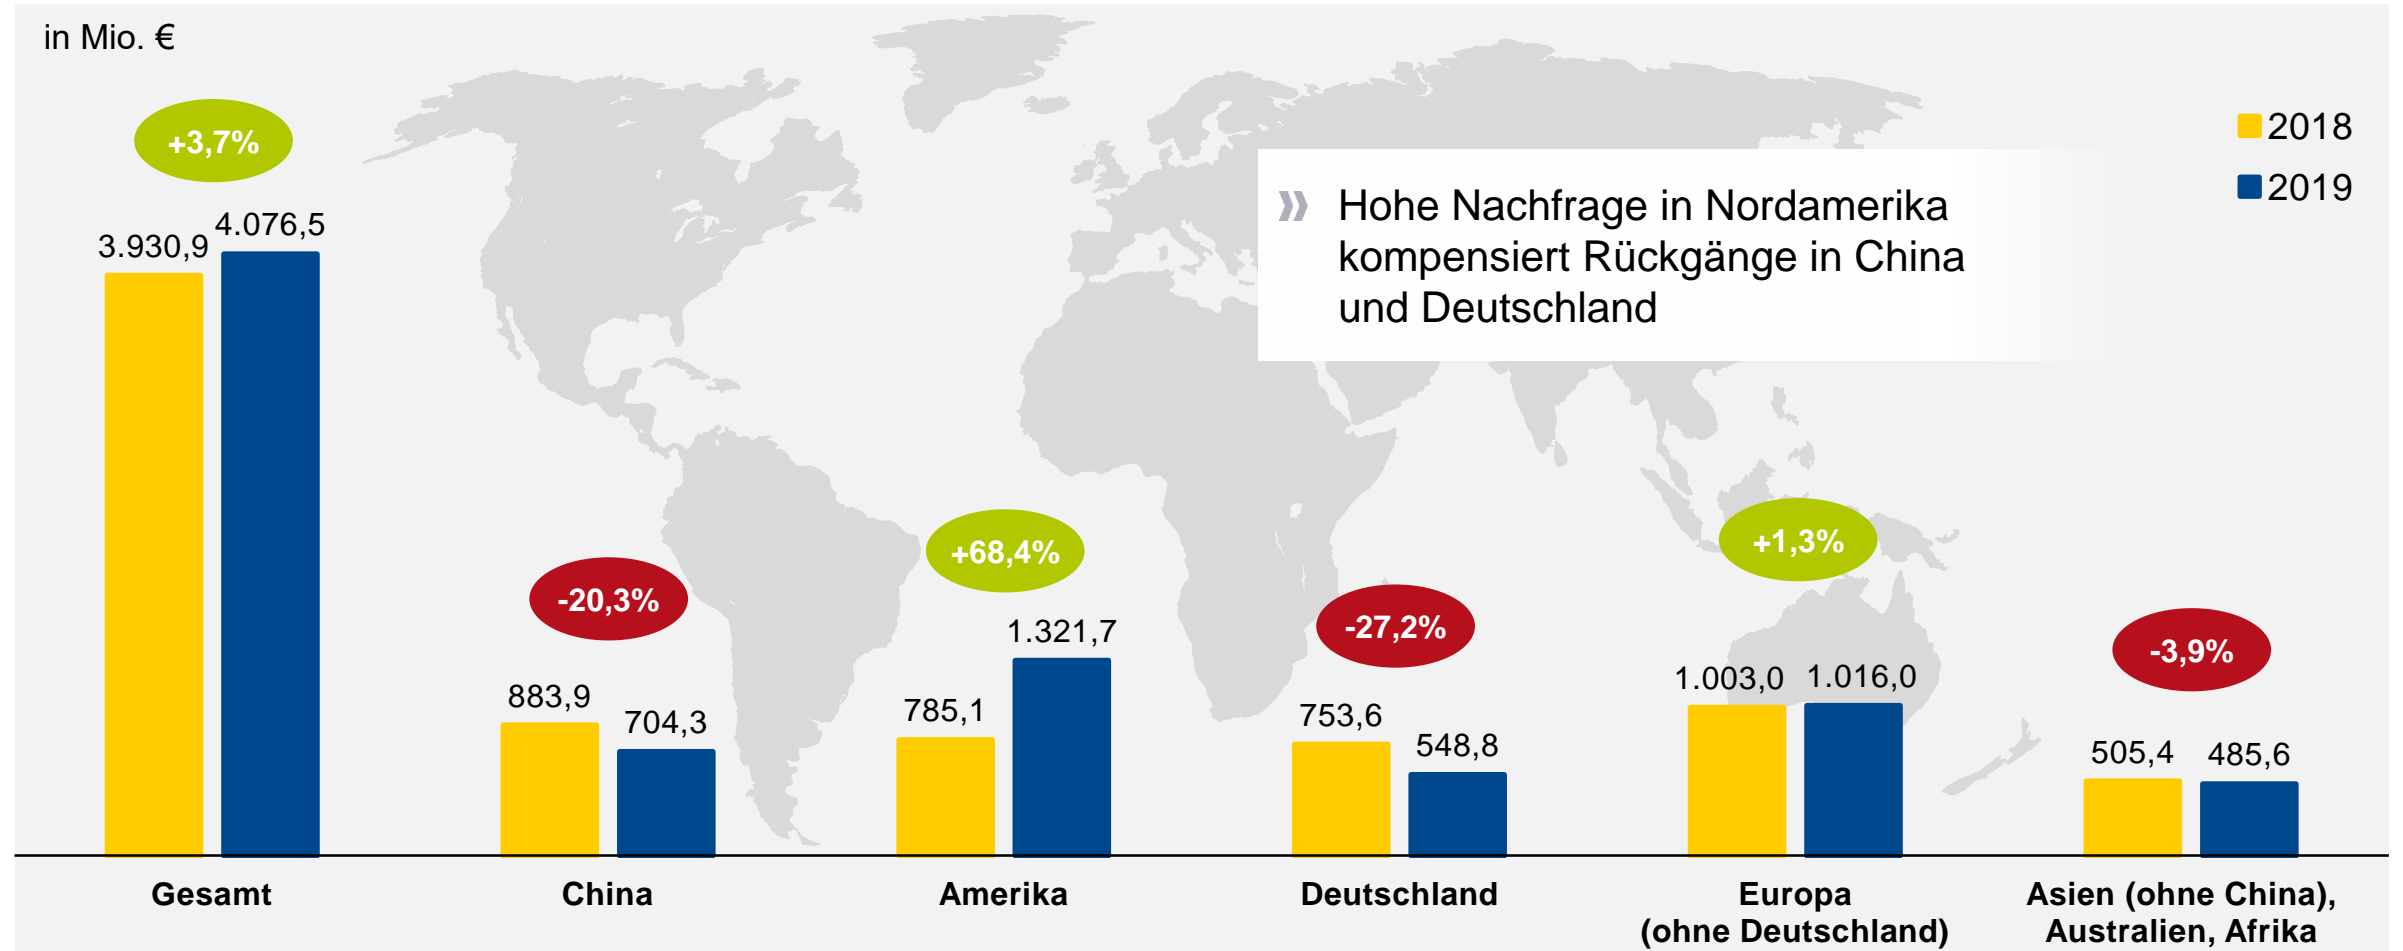 in Mio. €
2018
2019
Hohe Nachfrage in Nordamerika
kompensiert Rückgänge in China
und Deutschland
+3,7%
3.930,9
4.076,5
Gesamt
-20,3%
883,9
704,3
China
+68,4%
785,1
1.321,7
Amerika
-27,2%
753,6
548,8
Deutschland
+1,3%
1.003,0
1.016,0
Europa
(ohne Deutschland)
-3,9%
505,4
485,6
Asien (ohne China),
Australien, Afrika